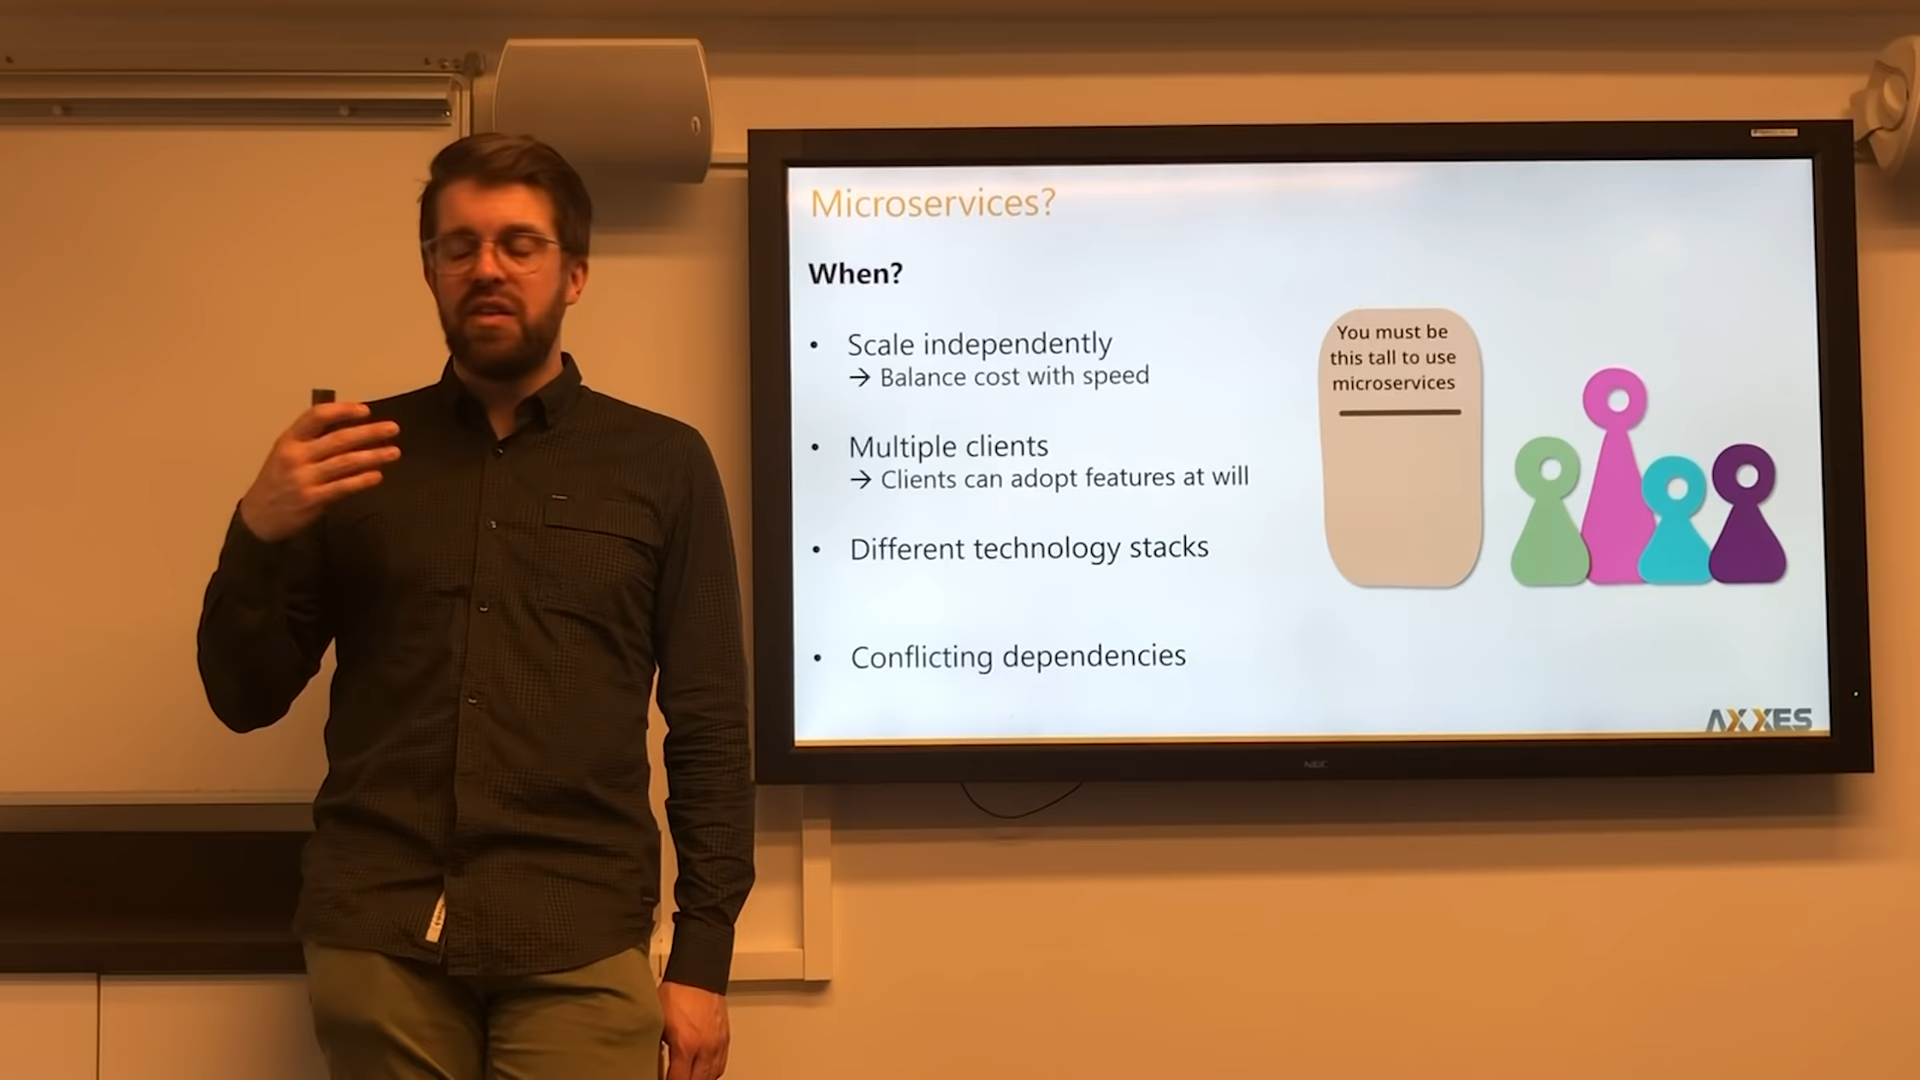 Microservices?
When?
• Scale independently
→ Balance cost with speed
• Multiple clients
→ Clients can adopt features at will
• Different technology stacks
• Conflicting dependencies
You must be
this tall to use
microservices
AXXES
NEC